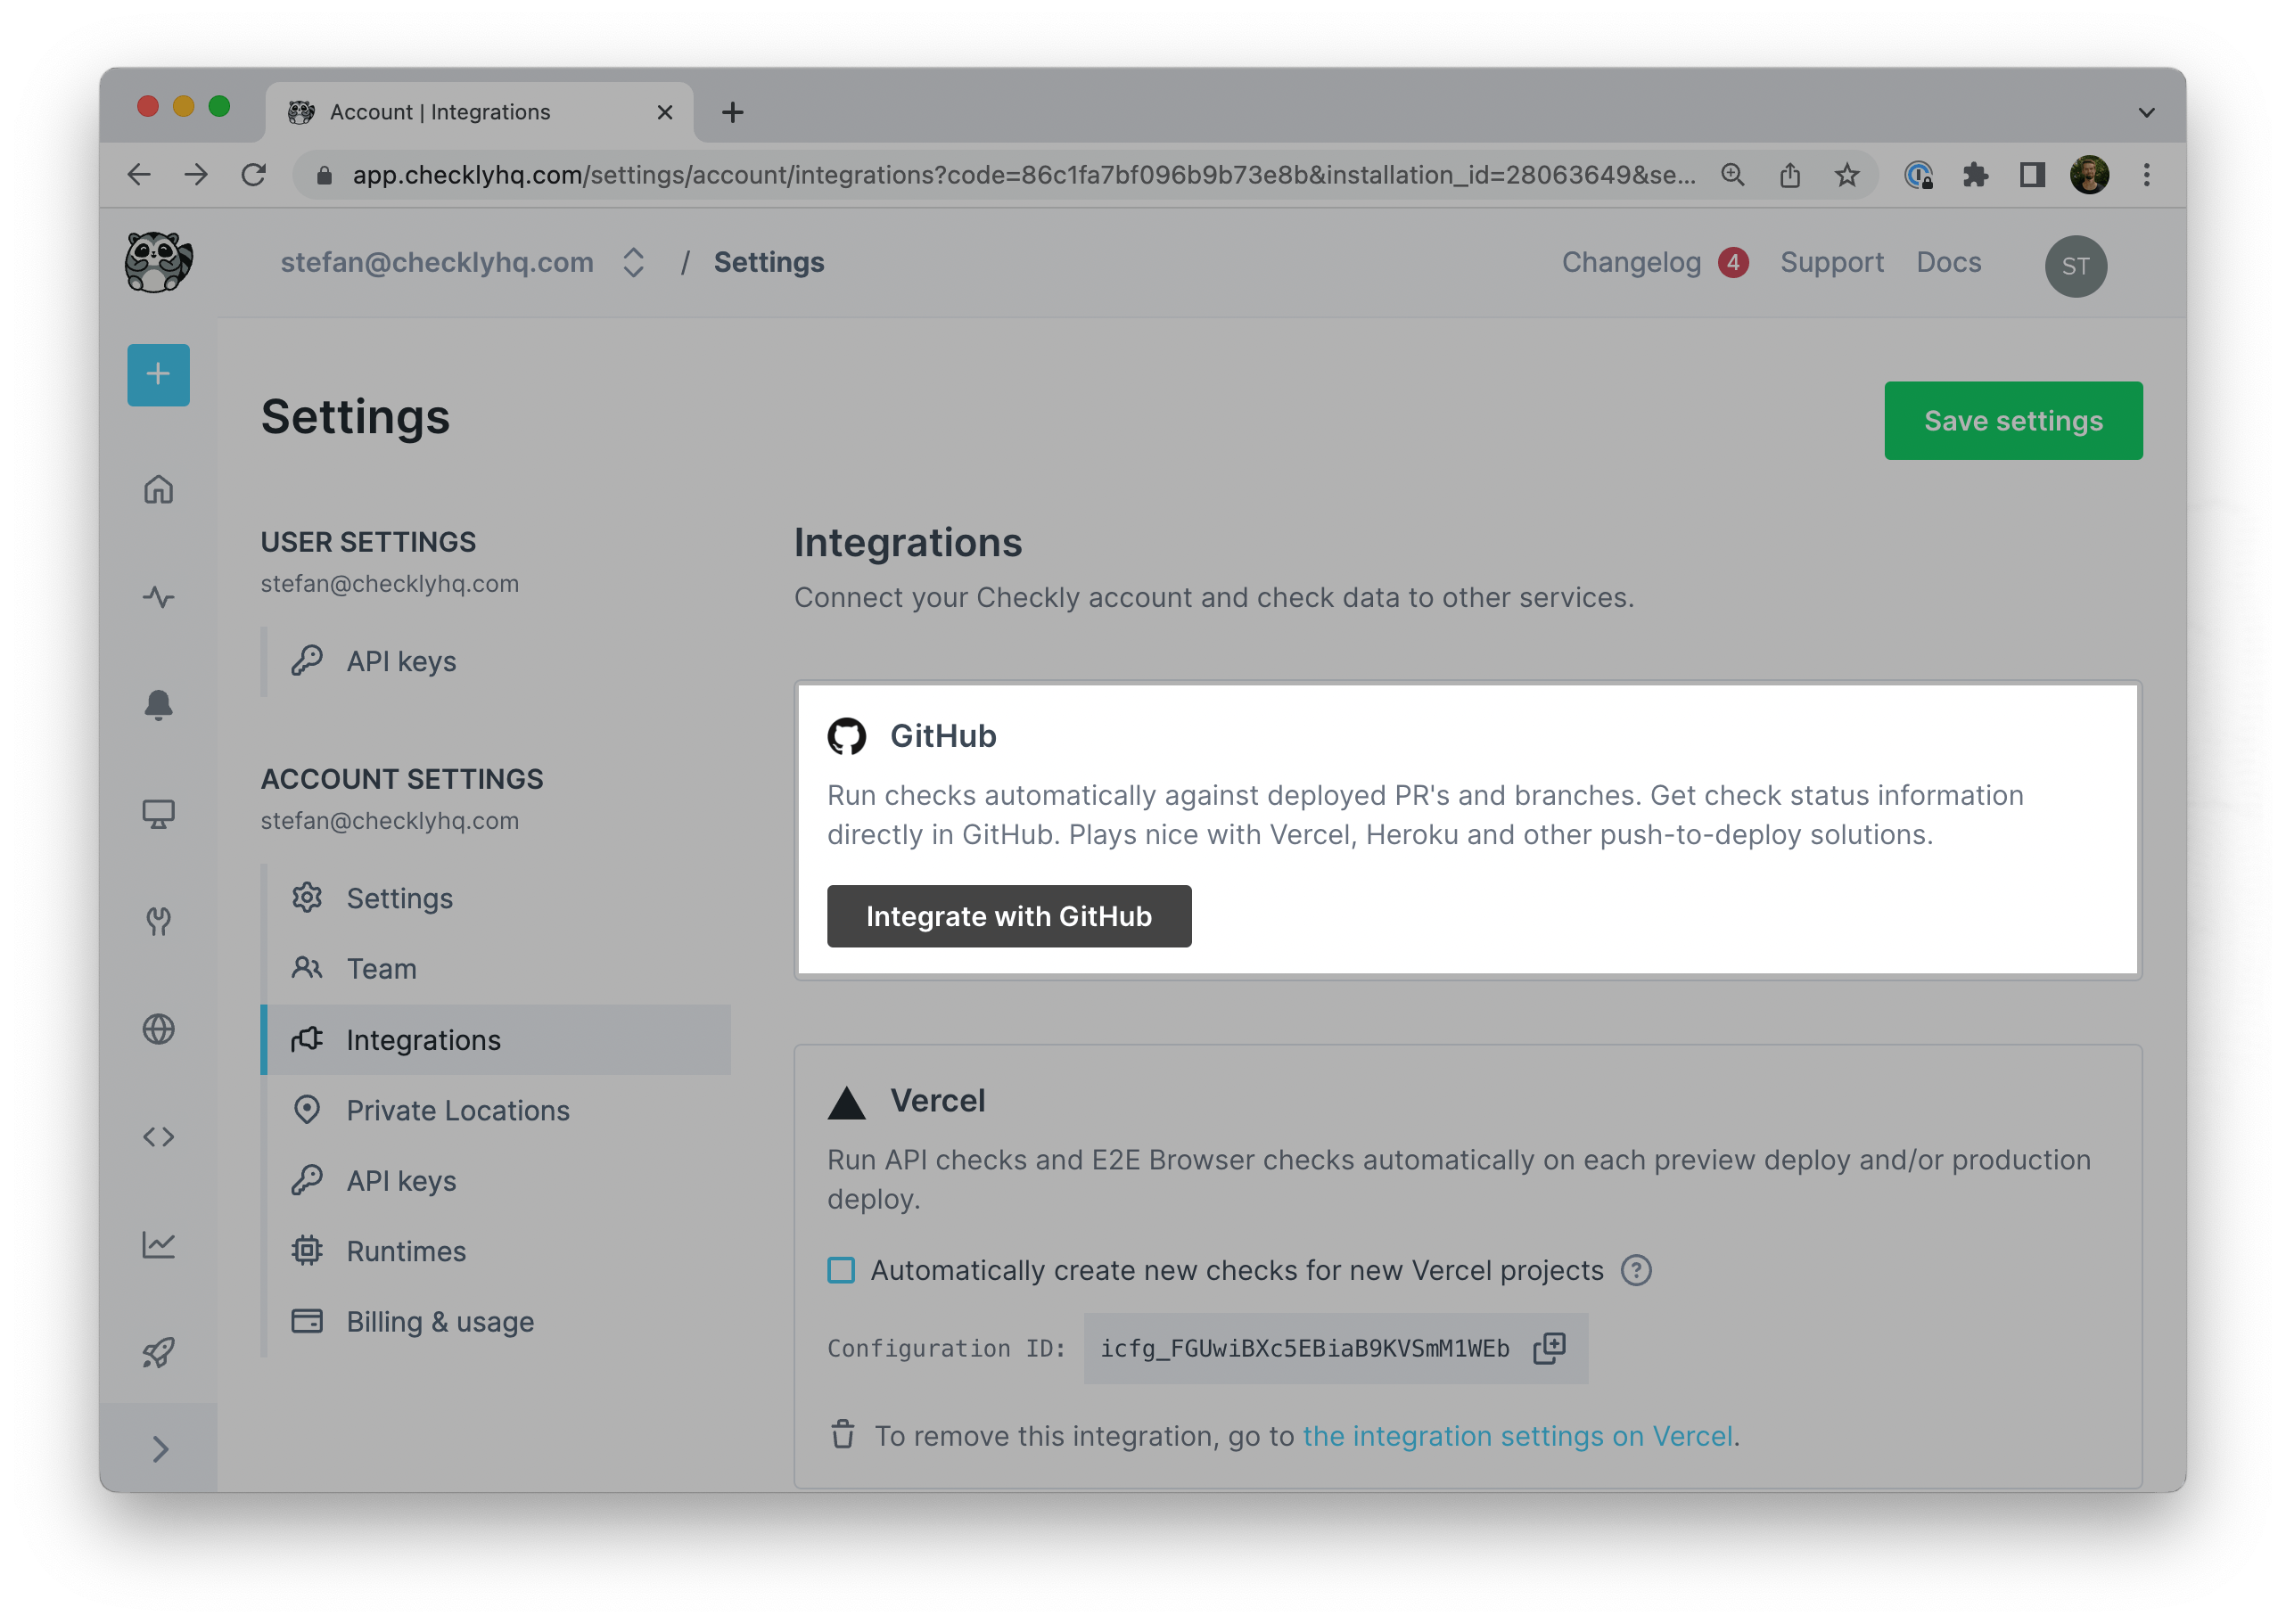 Account | Integrations
app.checklyhq.com/settings/account/integrations?code=86c1fa7bf096b9b73e8b&installation_id=28063649&se...
stefan@checklyhq.com / Settings
Changelog 4 Support Docs ST
Settings
Save settings
USER SETTINGS
stefan@checklyhq.com
API keys
ACCOUNT SETTINGS
stefan@checklyhq.com
Settings
Team
Integrations
Private Locations
API keys
Runtimes
Billing & usage
Integrations
Connect your Checkly account and check data to other services.
GitHub
Run checks automatically against deployed PR's and branches. Get check status information
directly in GitHub. Plays nice with Vercel, Heroku and other push-to-deploy solutions.
Integrate with GitHub
Vercel
Run API checks and E2E Browser checks automatically on each preview deploy and/or production
deploy.
Automatically create new checks for new Vercel projects ?
Configuration ID: icfg_FGUwiBXc5EBiaB9KVSmM1WEb
To remove this integration, go to the integration settings on Vercel.